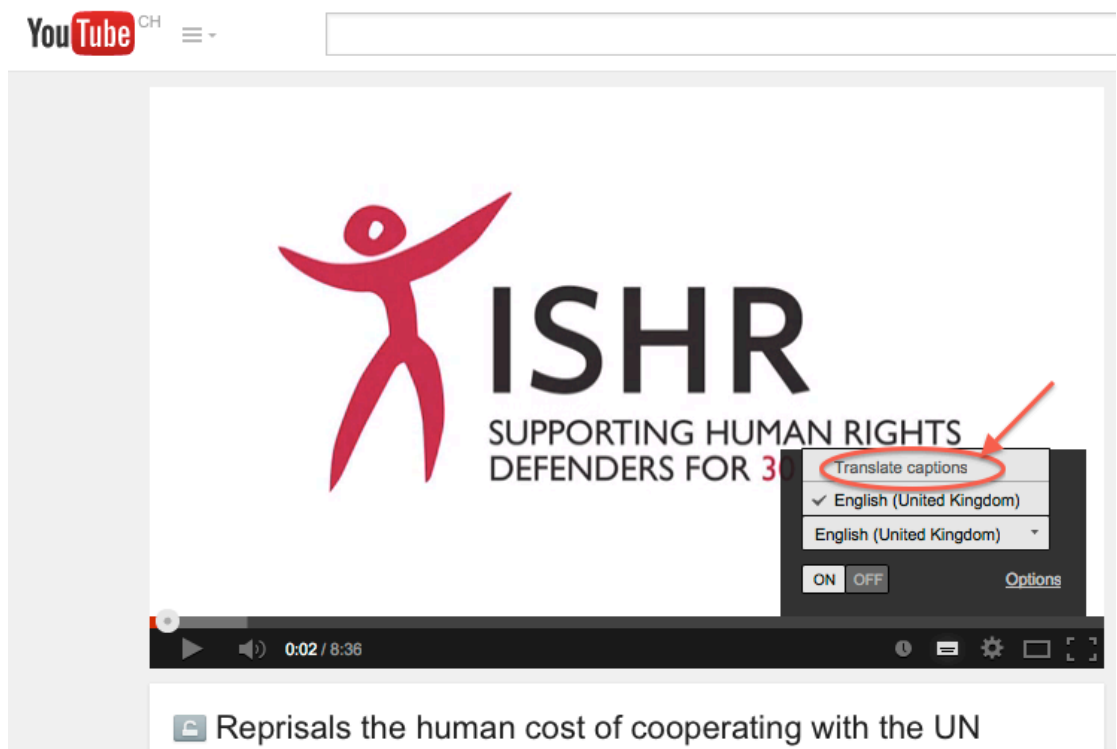 YouTube CH
ISHR
SUPPORTING HUMAN RIGHTS
DEFENDERS FOR 30
Translate captions
✓ English (United Kingdom)
English (United Kingdom)
ON OFF Options
0:02 / 8:36
Reprisals the human cost of cooperating with the UN